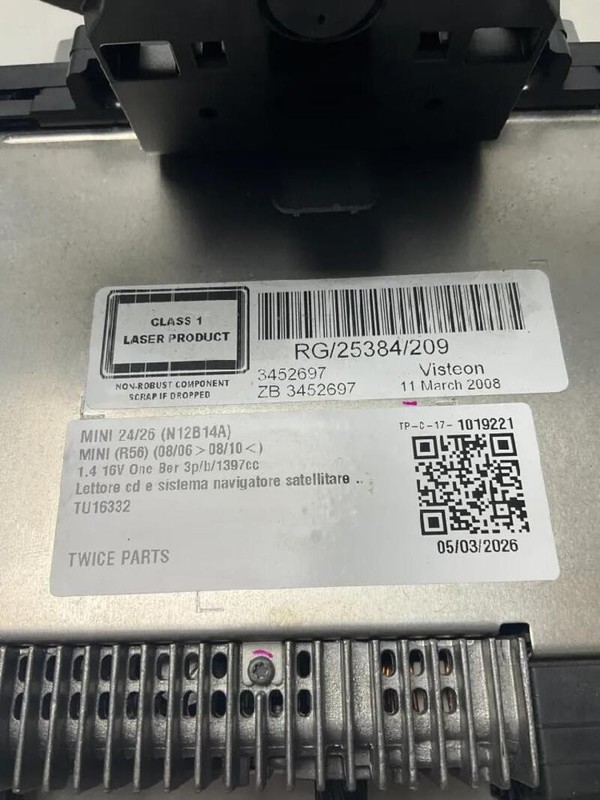 CLASS 1
LASER PRODUCT
NON-ROBUST COMPONENT
SCRAP IF DROPPED
RG/25384/209
3452697 Visteon
ZB 3452697 11 March 2008
MINI 24/26 (N12B14A)
MINI (R56) (08/06 > 08/10 <)
1.4 16V One Ber 3p/b/1397cc
Lettore cd e sistema navigatore satellitare ..
TU16332
TWICE PARTS
TP-C-17- 1019221
05/03/2026